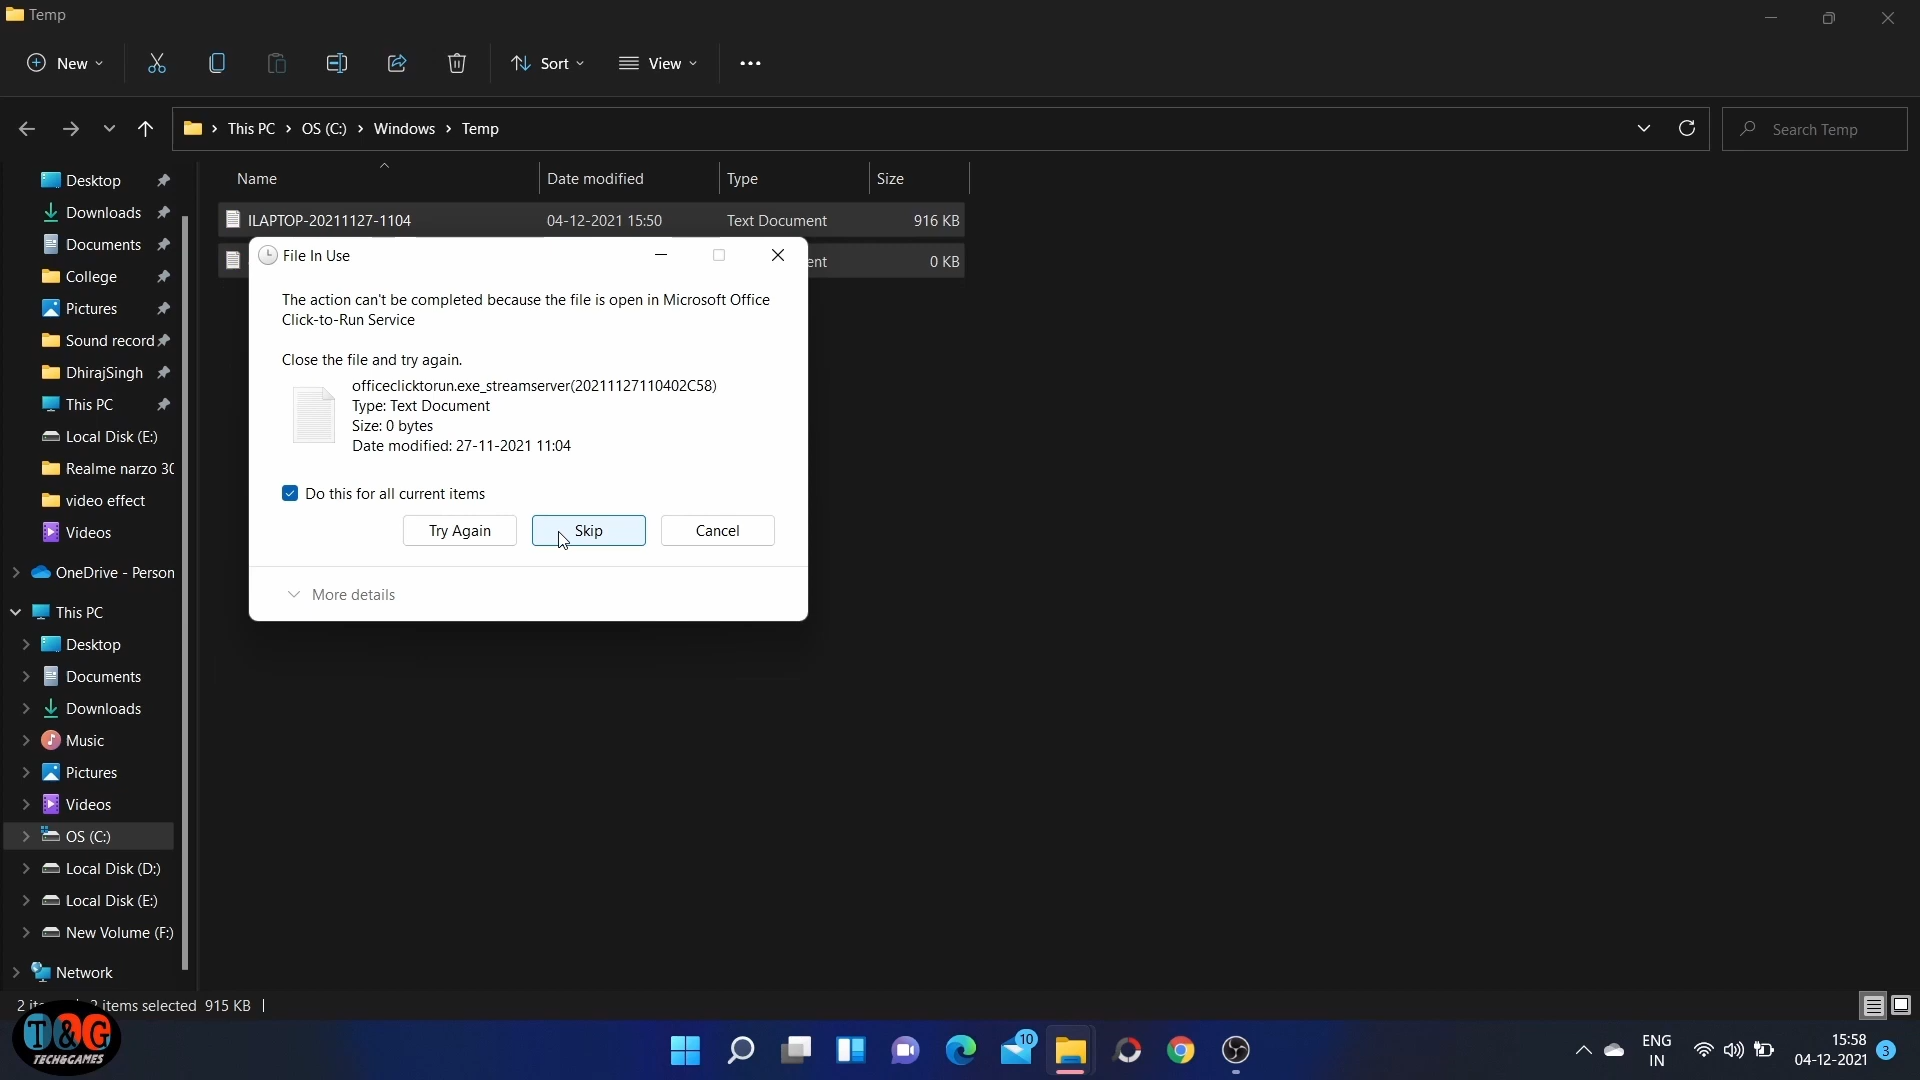 Temp
New
Sort
View
This PC
OS (C:)
Windows
Temp
Search Temp
Name
Date modified
Type
Size
ILAPTOP-20211127-1104
04-12-2021 15:50
Text Document
916 KB
ent
0 KB
Desktop
Downloads
Documents
College
Pictures
Sound record
DhirajSingh
This PC
Local Disk (E:)
Realme narzo 30
video effect
Videos
OneDrive - Person
This PC
Desktop
Documents
Downloads
Music
Pictures
Videos
OS (C:)
Local Disk (D:)
Local Disk (E:)
New Volume (F:)
Network
File In Use
The action can't be completed because the file is open in Microsoft Office
Click-to-Run Service
Close the file and try again.
officeclicktorun.exe_streamserver(20211127110402C58)
Type: Text Document
Size: 0 bytes
Date modified: 27-11-2021 11:04
Do this for all current items
Try Again
Skip
Cancel
More details
2 items selected 915 KB
T&G
TECH&GAMES
10
ENG
IN
15:58
04-12-2021
3